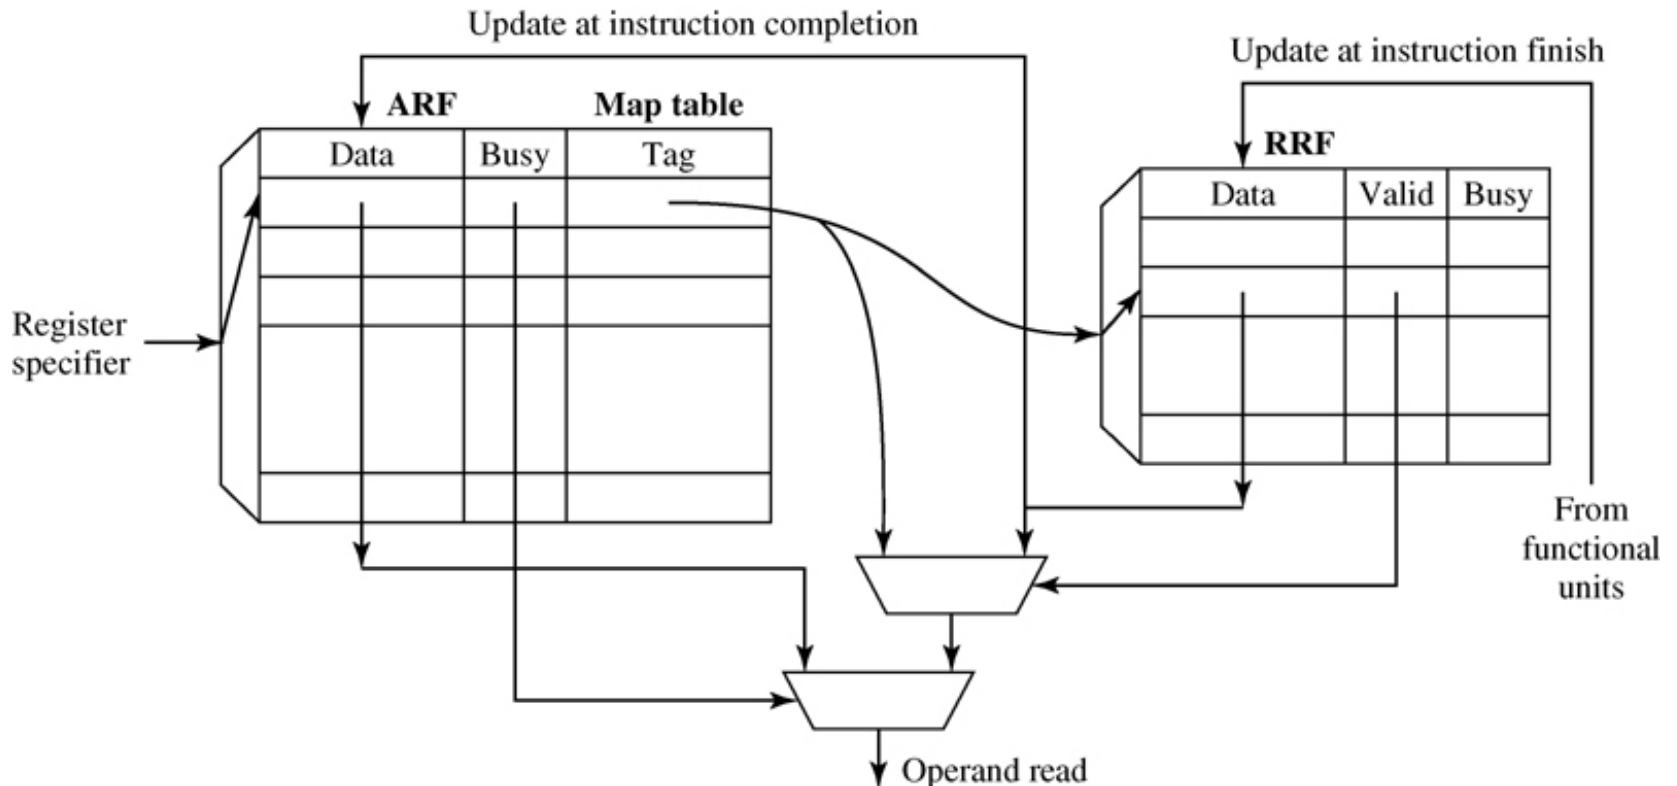 Update at instruction completion
Update at instruction finish
ARF
Map table
RRF
Data
Busy
Tag
Data
Valid
Busy
Register
specifier
From
functional
units
Operand read